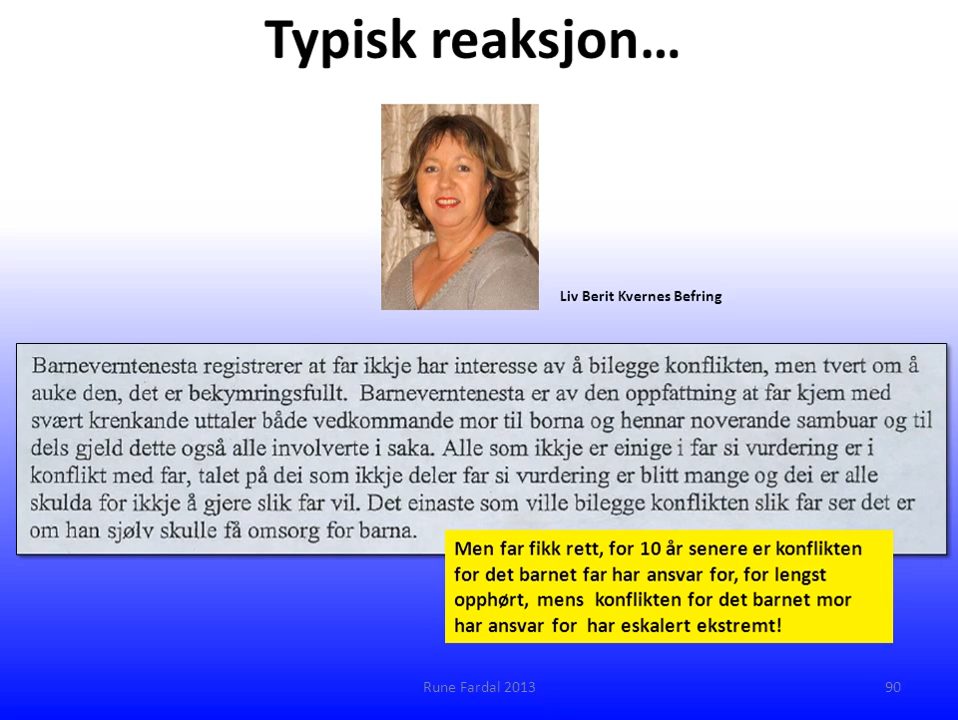 Typisk reaksjon…
Liv Berit Kvernes Befring
Barneverntenesta registrerer at far ikkje har interesse av å bilegge konflikten, men tvert om å
auke den, det er bekymringsfullt. Barneverntenesta er av den oppfattning at far kjem med
svært krenkande uttaler både vedkommande mor til borna og hennar noverande sambuar og til
dels gjeld dette også alle involverte i saka. Alle som ikkje er einige i far si vurdering er i
konflikt med far, talet på dei som ikkje deler far si vurdering er blitt mange og dei er alle
skulda for ikkje å gjere slik far vil. Det einaste som ville bilegge konflikten slik far ser det er
om han sjølv skulle få omsorg for barna.
Men far fikk rett, for 10 år senere er konflikten
for det barnet far har ansvar for, for lengst
opphørt, mens konflikten for det barnet mor
har ansvar for har eskalert ekstremt!
Rune Fardal 2013
90